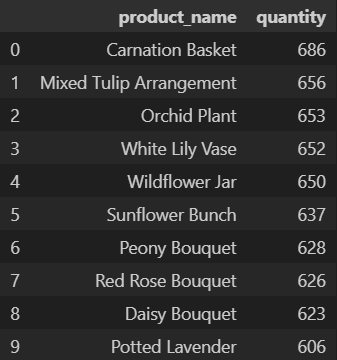 product_name quantity
0 Carnation Basket 686
1 Mixed Tulip Arrangement 656
2 Orchid Plant 653
3 White Lily Vase 652
4 Wildflower Jar 650
5 Sunflower Bunch 637
6 Peony Bouquet 628
7 Red Rose Bouquet 626
8 Daisy Bouquet 623
9 Potted Lavender 606